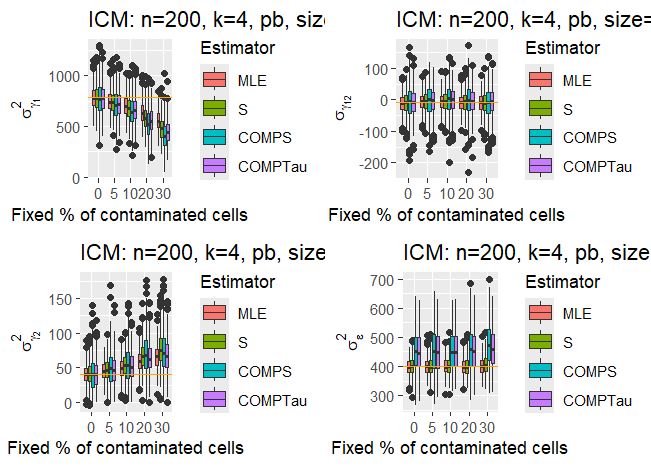 ICM: n=200, k=4, pb, size
Estimator
MLE
S
COMPS
COMPTau
1000
500
0
σ²γ1
0 5 10 20 30
Fixed % of contaminated cells
ICM: n=200, k=4, pb, size=
Estimator
MLE
S
COMPS
COMPTau
100
0
-100
-200
σγ12
0 5 10 20 30
Fixed % of contaminated cells
ICM: n=200, k=4, pb, size
Estimator
MLE
S
COMPS
COMPTau
150
100
50
0
σ²γ2
0 5 10 20 30
Fixed % of contaminated cells
ICM: n=200, k=4, pb, size
Estimator
MLE
S
COMPS
COMPTau
700
600
500
400
300
σ²ε
0 5 10 20 30
Fixed % of contaminated cells